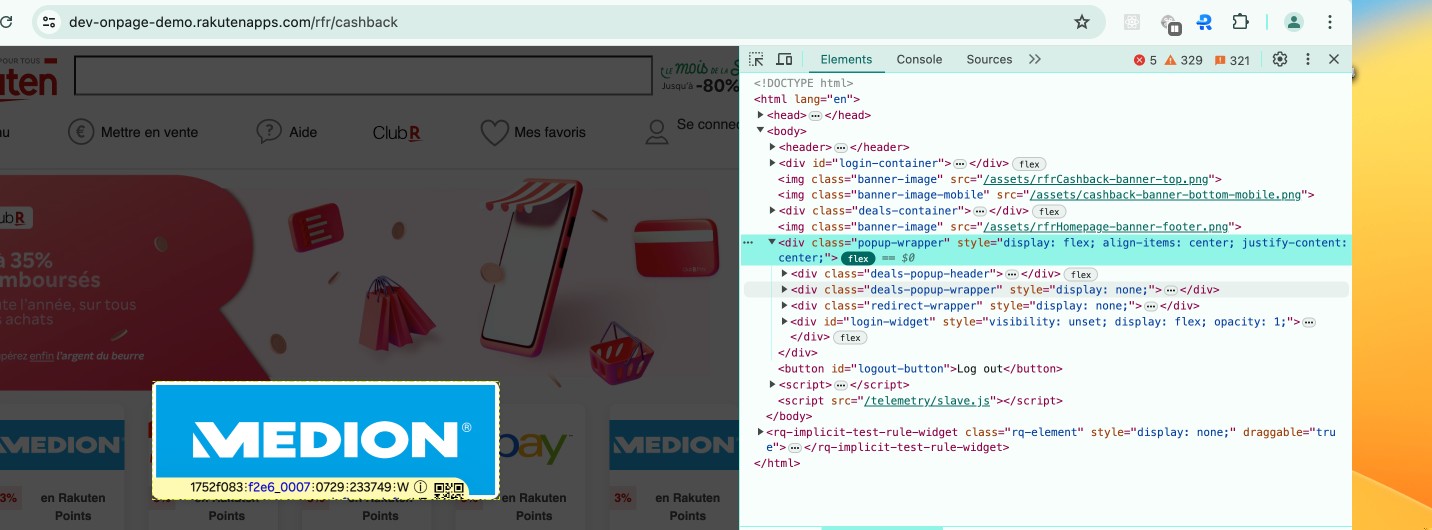 dev-onpage-demo.rakutenapps.com/rfr/cashback
Elements Console Sources 5 329 321
POUR TOUS
uten
le mois de la S
Jusqu'à -80%
nu Mettre en vente Aide Club R Mes favoris Se connec
ubR
à 35%
mboursés
te l'année, sur tous
s achats
pérez enfin l'argent du beurre
MEDION®
1752f083:f2e6_0007:0729:233749:W
MEDION
ebay
MEDION
3% en Rakuten
Points
en Rakuten
Points
en Rakuten
Points
en Rakuten
Points
3% en Rakuten
Points
<!DOCTYPE html>
<html lang="en">
<head> ••• </head>
<body>
<header> ••• </header>
<div id="login-container"> ••• </div> flex
<img class="banner-image" src="/assets/rfrCashback-banner-top.png">
<img class="banner-image-mobile" src="/assets/cashback-banner-bottom-mobile.png">
<div class="deals-container"> ••• </div> flex
<img class="banner-image" src="/assets/rfrHomepage-banner-footer.png">
••• <div class="popup-wrapper" style="display: flex; align-items: center; justify-content:
center;"> flex == $0
<div class="deals-popup-header"> ••• </div> flex
<div class="deals-popup-wrapper" style="display: none;"> ••• </div>
<div class="redirect-wrapper" style="display: none;"> ••• </div>
<div id="login-widget" style="visibility: unset; display: flex; opacity: 1;"> •••
</div> flex
</div>
<button id="logout-button">Log out</button>
<script> ••• </script>
<script src="/telemetry/slave.js"></script>
</body>
<rq-implicit-test-rule-widget class="rq-element" style="display: none;" draggable="tru
e"> ••• </rq-implicit-test-rule-widget>
</html>